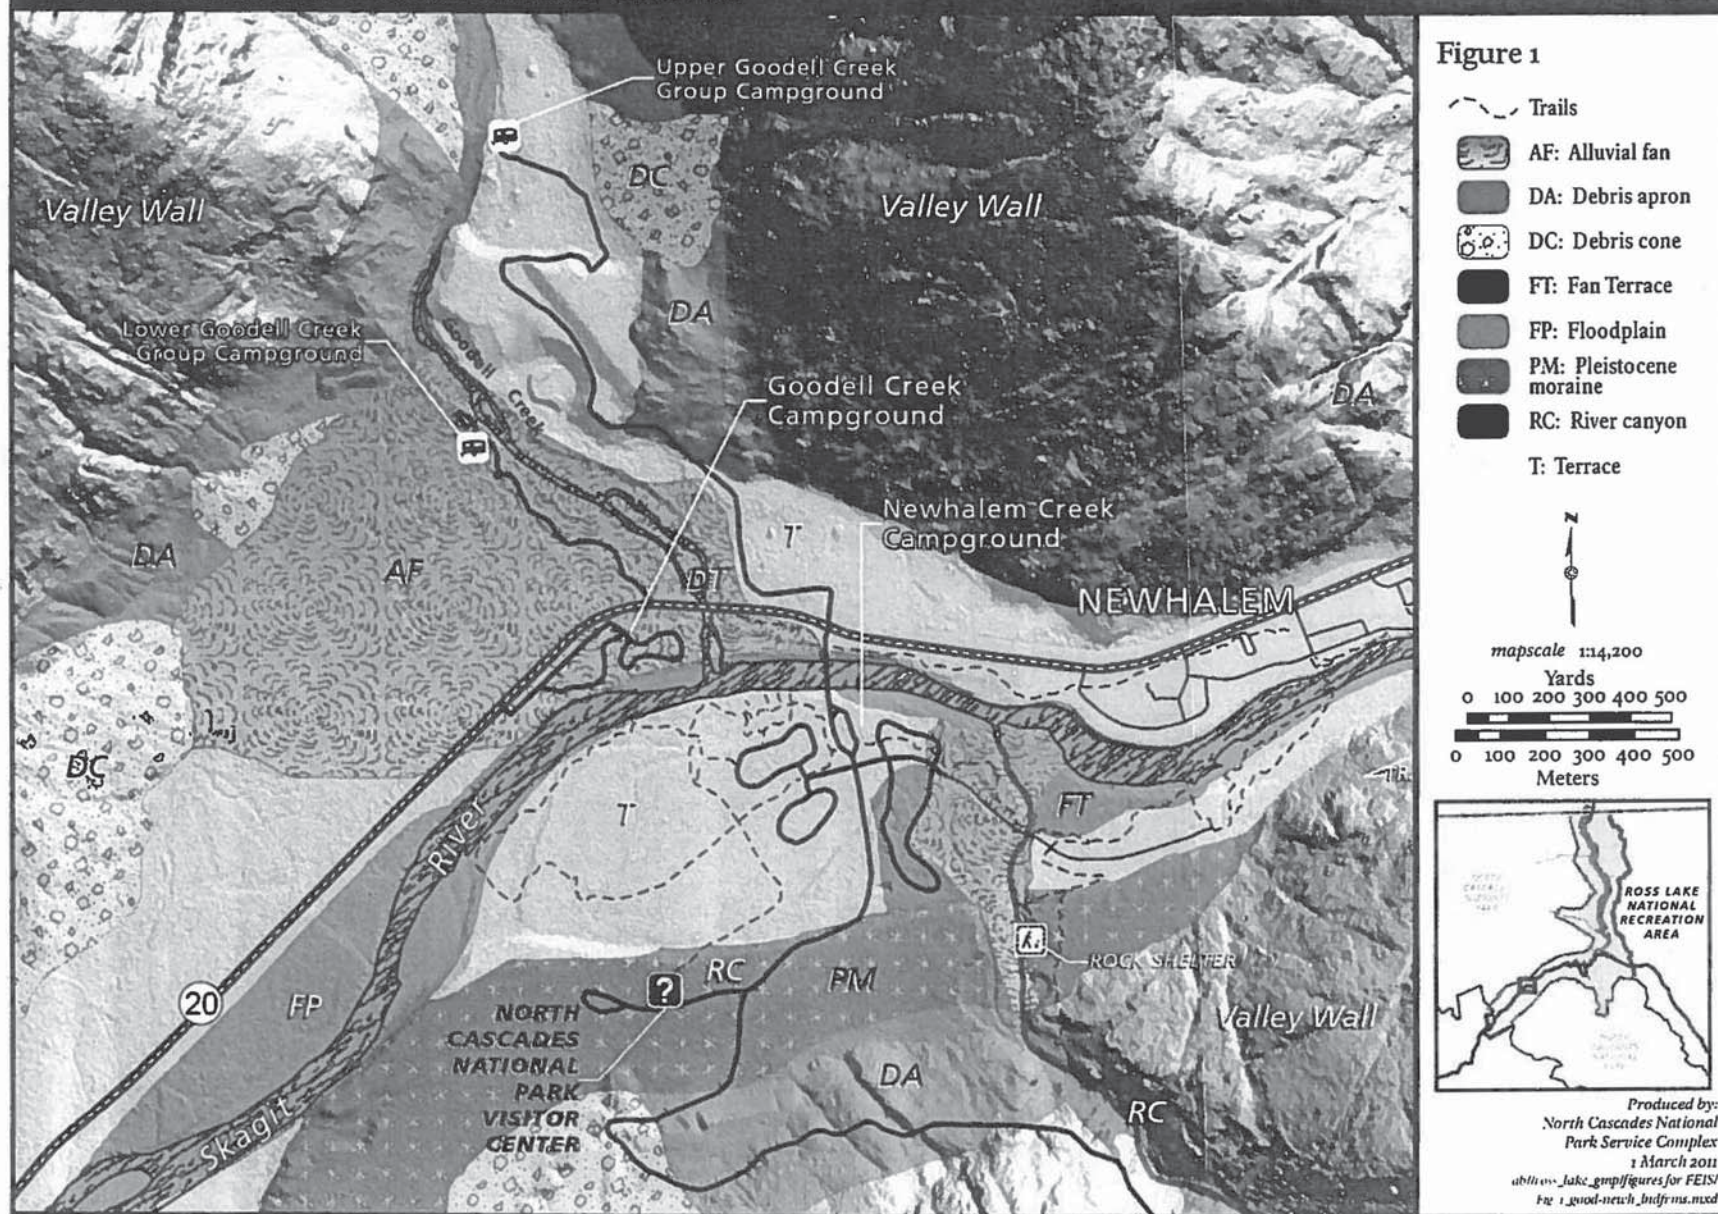 Upper Goodell Creek
Group Campground
DC
Valley Wall
Valley Wall
DA
Lower Goodell Creek
Group Campground
Goodell Creek
Goodell Creek
Campground
DA
Newhalem Creek
Campground
T
DA
AF
DT
NEWHALEM
DC
T
FT
River
20
FP
RC
PM
ROCK SHELTER
NORTH
CASCADES
NATIONAL
PARK
VISITOR
CENTER
?
Valley Wall
DA
RC
Skagit
Figure 1
Trails
AF: Alluvial fan
DA: Debris apron
DC: Debris cone
FT: Fan Terrace
FP: Floodplain
PM: Pleistocene
moraine
RC: River canyon
T: Terrace
N
mapscale 1:14,200
Yards
0 100 200 300 400 500
0 100 200 300 400 500
Meters
ROSS LAKE
NATIONAL
RECREATION
AREA
Produced by:
North Cascades National
Park Service Complex
1 March 2011